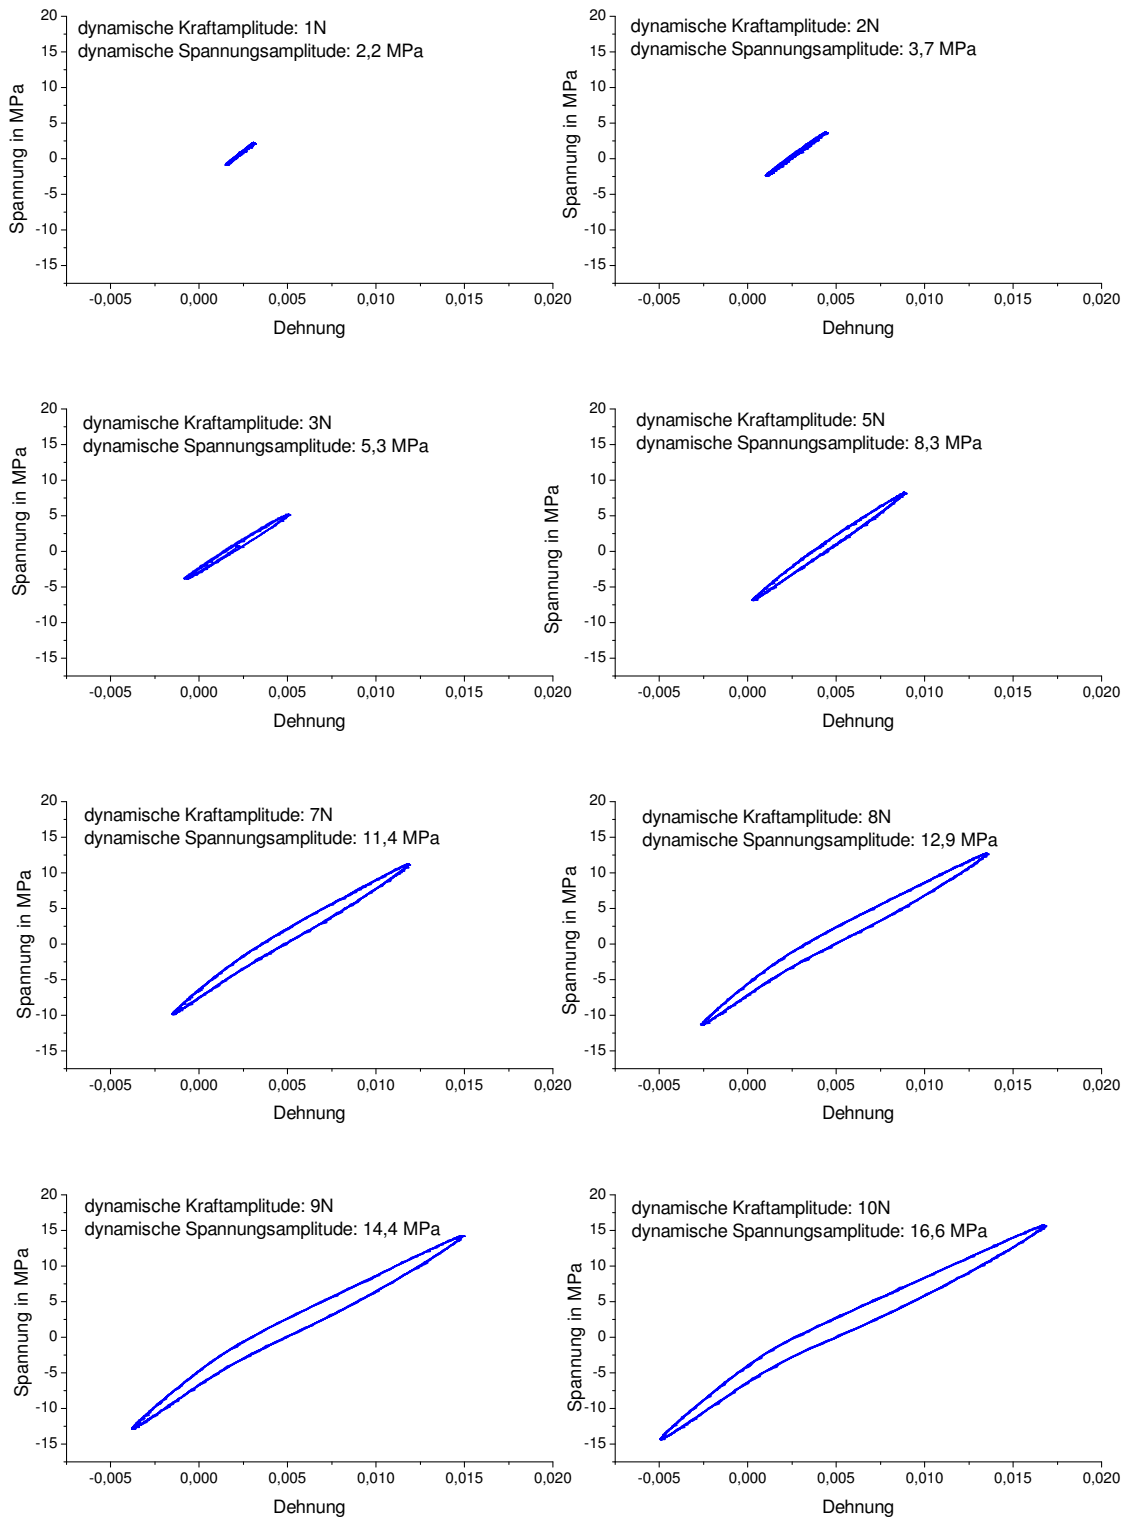 dynamische Kraftamplitude: 1N
dynamische Spannungsamplitude: 2,2 MPa
Spannung in MPa
20
15
10
5
0
-5
-10
-15
-0,005 0,000 0,005 0,010 0,015 0,020
Dehnung
dynamische Kraftamplitude: 2N
dynamische Spannungsamplitude: 3,7 MPa
Spannung in MPa
20
15
10
5
0
-5
-10
-15
-0,005 0,000 0,005 0,010 0,015 0,020
Dehnung
dynamische Kraftamplitude: 3N
dynamische Spannungsamplitude: 5,3 MPa
Spannung in MPa
20
15
10
5
0
-5
-10
-15
-0,005 0,000 0,005 0,010 0,015 0,020
Dehnung
dynamische Kraftamplitude: 5N
dynamische Spannungsamplitude: 8,3 MPa
Spannung in MPa
20
15
10
5
0
-5
-10
-15
-0,005 0,000 0,005 0,010 0,015 0,020
Dehnung
dynamische Kraftamplitude: 7N
dynamische Spannungsamplitude: 11,4 MPa
Spannung in MPa
20
15
10
5
0
-5
-10
-15
-0,005 0,000 0,005 0,010 0,015 0,020
Dehnung
dynamische Kraftamplitude: 8N
dynamische Spannungsamplitude: 12,9 MPa
Spannung in MPa
20
15
10
5
0
-5
-10
-15
-0,005 0,000 0,005 0,010 0,015 0,020
Dehnung
dynamische Kraftamplitude: 9N
dynamische Spannungsamplitude: 14,4 MPa
Spannung in MPa
20
15
10
5
0
-5
-10
-15
-0,005 0,000 0,005 0,010 0,015 0,020
Dehnung
dynamische Kraftamplitude: 10N
dynamische Spannungsamplitude: 16,6 MPa
Spannung in MPa
20
15
10
5
0
-5
-10
-15
-0,005 0,000 0,005 0,010 0,015 0,020
Dehnung